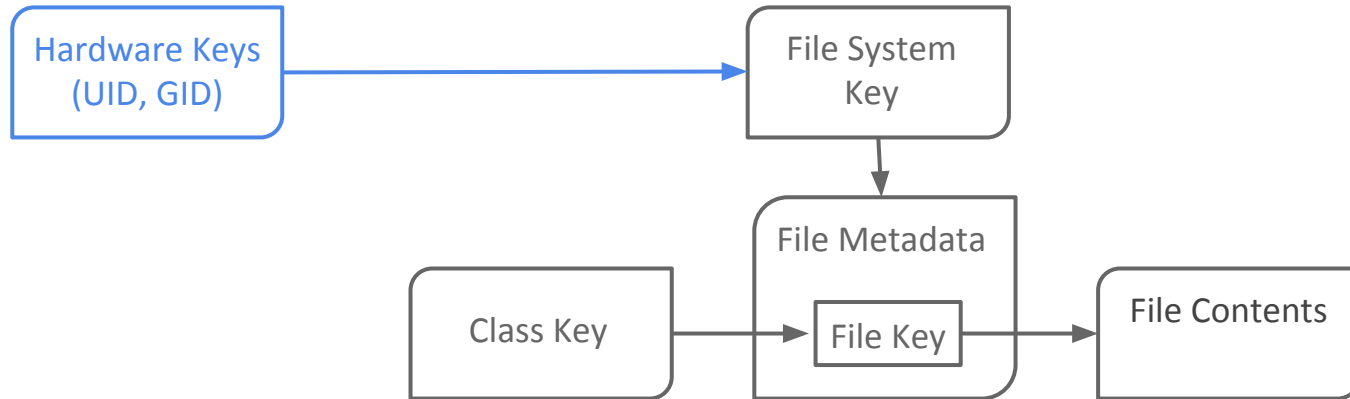 Hardware Keys
(UID, GID)
File System
Key
File Metadata
Class Key
File Key
File Contents